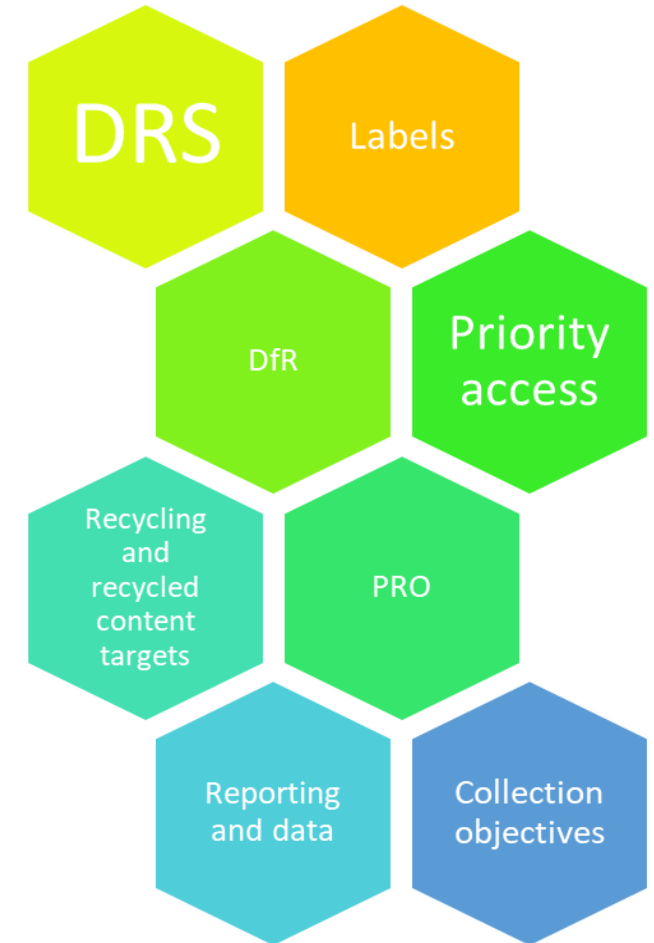 DRS
Labels
DfR
Priority
access
Recycling
and
recycled
content
targets
PRO
Reporting
and data
Collection
objectives